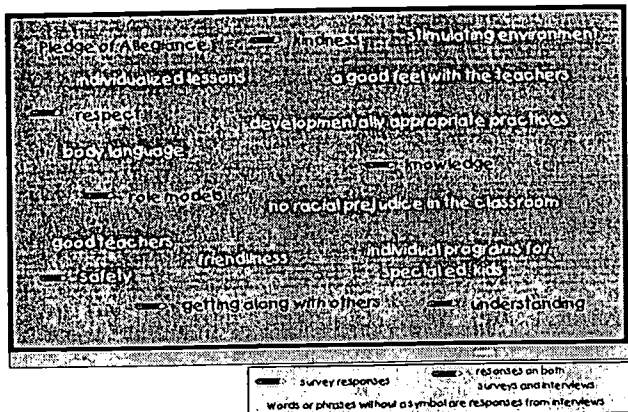 Pledge of Allegiance kindness stimulating environment
individualized lessons a good feel with the teachers
respect
developmentally appropriate practices
body language
knowledge
role models
no racial prejudice in the classroom
good teachers
friendliness individual programs for
safety special ed. kids
getting along with others understanding
survey responses resonses on both
surveys and interviews
Words or phrases without a symbol are responses from interviews